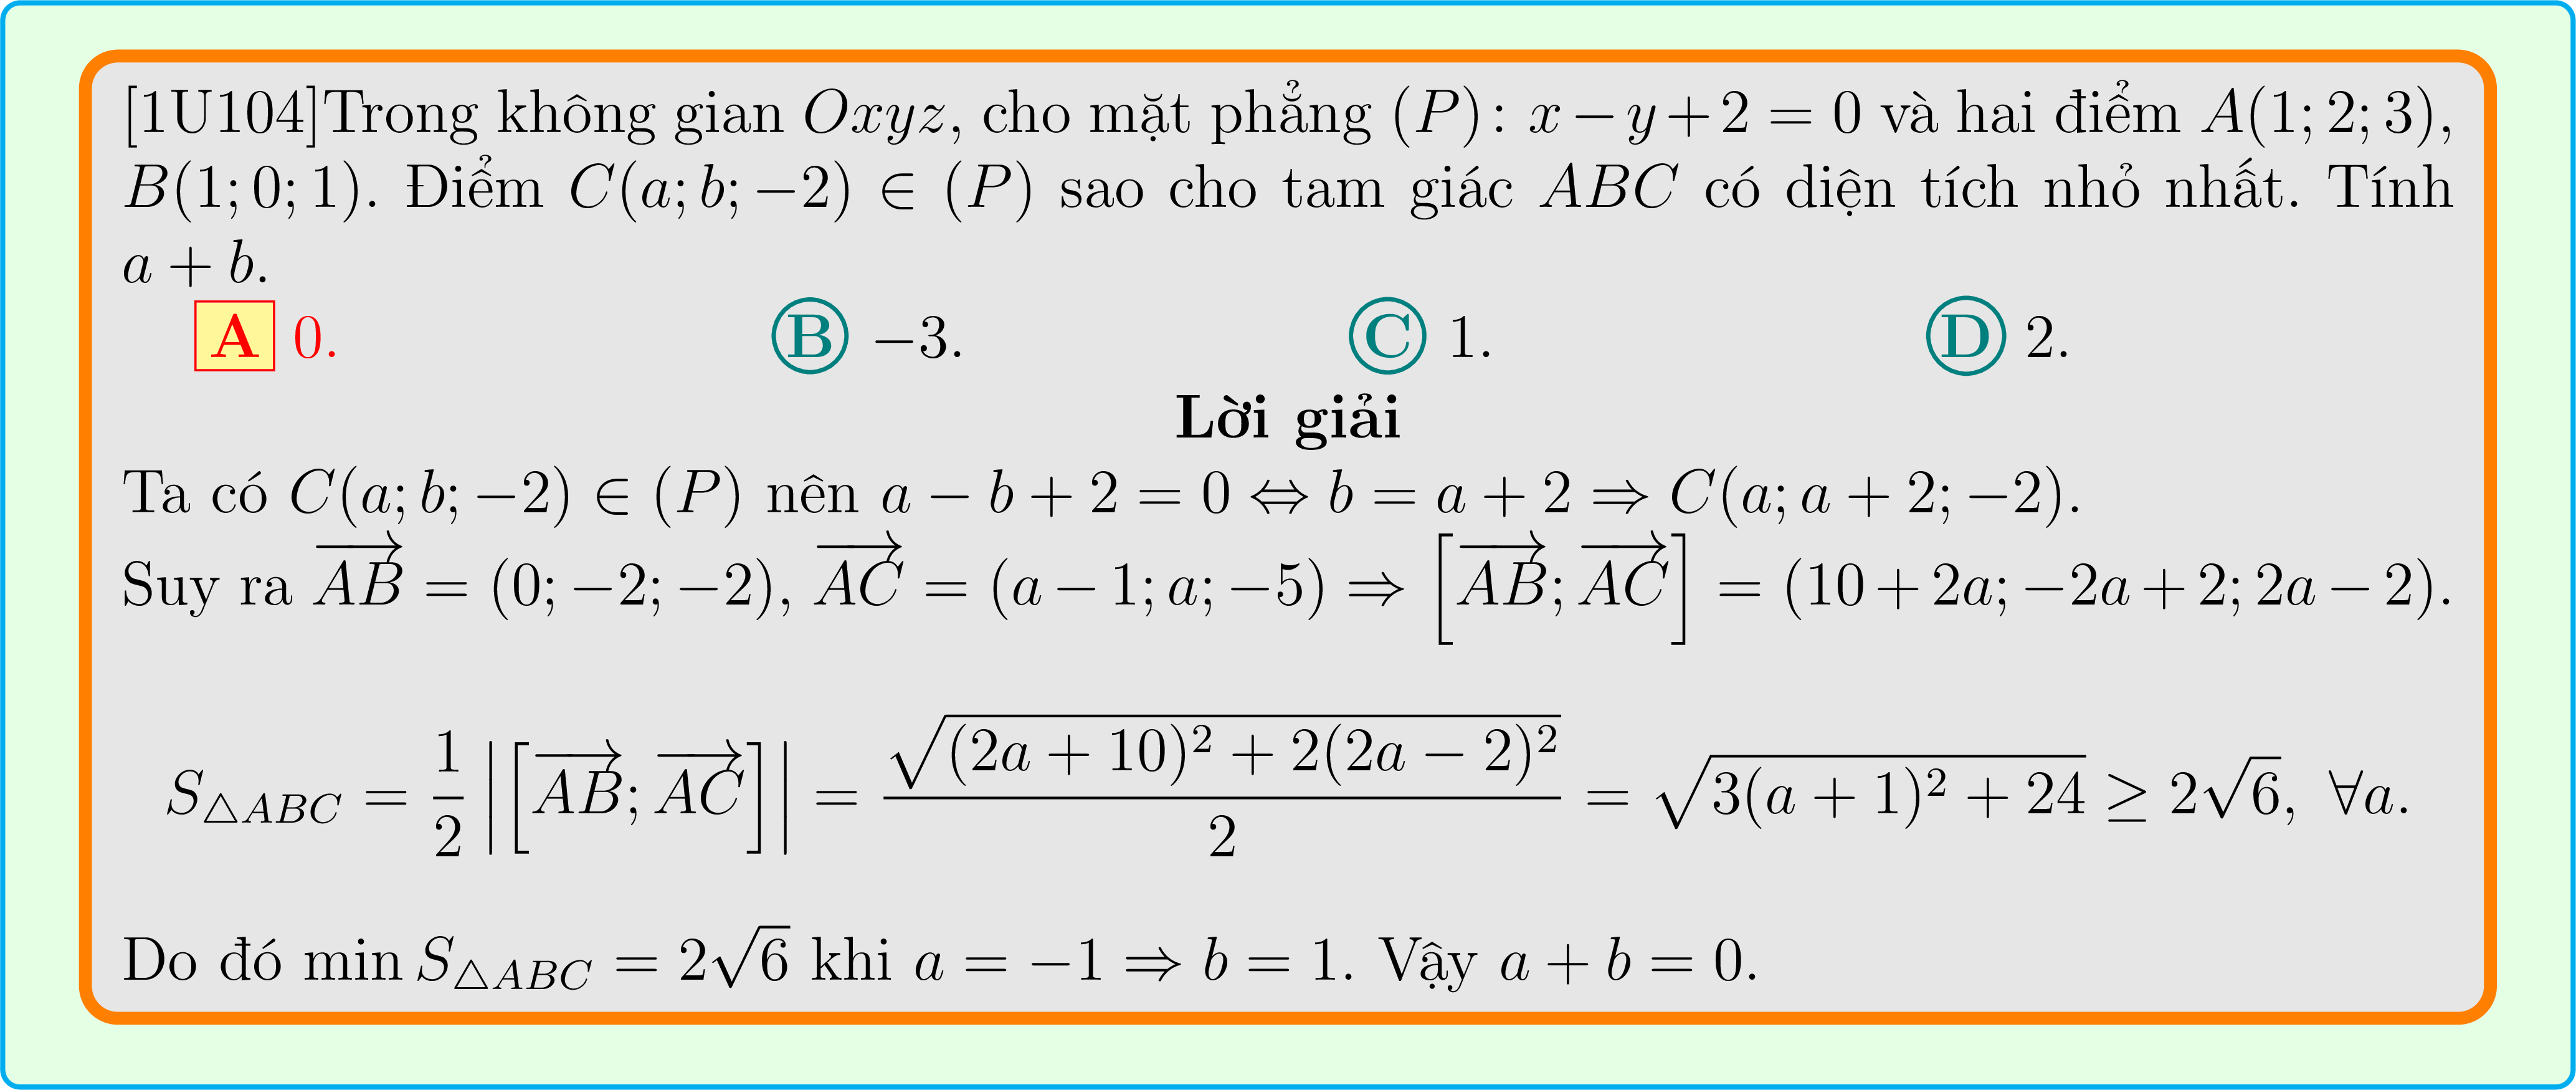 [1U104]Trong không gian $Oxyz$, cho mặt phẳng $(P)$: $x - y + 2 = 0$ và hai điểm $A(1; 2; 3)$,
$B(1; 0; 1)$. Điểm $C(a; b; -2) \in (P)$ sao cho tam giác $ABC$ có diện tích nhỏ nhất. Tính
$a + b$.
A 0. B $-3$. C 1. D 2.
Lời giải
Ta có $C(a; b; -2) \in (P)$ nên $a - b + 2 = 0 \Leftrightarrow b = a + 2 \Rightarrow C(a; a + 2; -2)$.
Suy ra $\overrightarrow{AB} = (0; -2; -2)$, $\overrightarrow{AC} = (a - 1; a; -5) \Rightarrow \left[\overrightarrow{AB}; \overrightarrow{AC}\right] = (10 + 2a; -2a + 2; 2a - 2)$.
$S_{\triangle ABC} = \frac{1}{2} \left|\left[\overrightarrow{AB}; \overrightarrow{AC}\right]\right| = \frac{\sqrt{(2a + 10)^2 + 2(2a - 2)^2}}{2} = \sqrt{3(a + 1)^2 + 24} \geq 2\sqrt{6}, \ \forall a.$
Do đó $\min S_{\triangle ABC} = 2\sqrt{6}$ khi $a = -1 \Rightarrow b = 1$. Vậy $a + b = 0$.